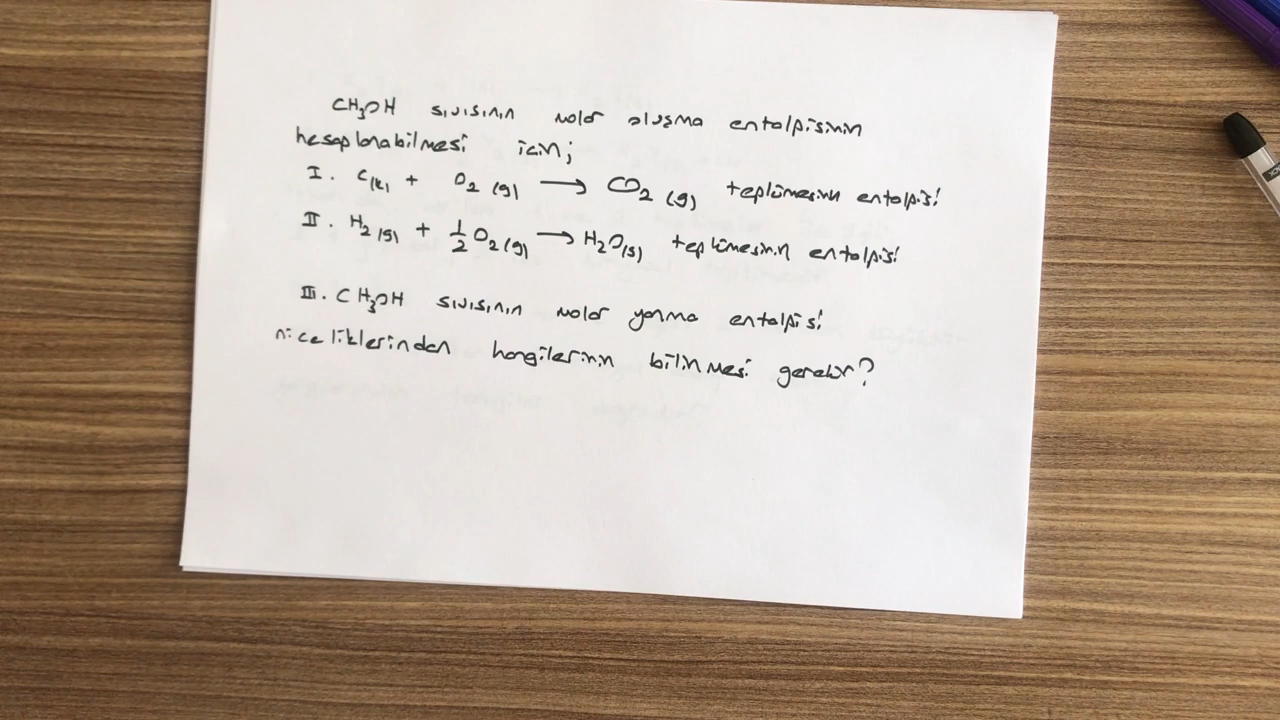 CH₃OH sıvısının molar oluşma entalpisinin
hesaplanabilmesi için;
I. C(k) + O₂ (g) → CO₂ (g) tepkimesinin entalpisi
II. H₂ (g) + 1/2 O₂ (g) → H₂O(s) tepkimesinin entalpisi
III. CH₃OH sıvısının molar yanma entalpisi
niceliklerinden hangilerinin bilinmesi gerekir?